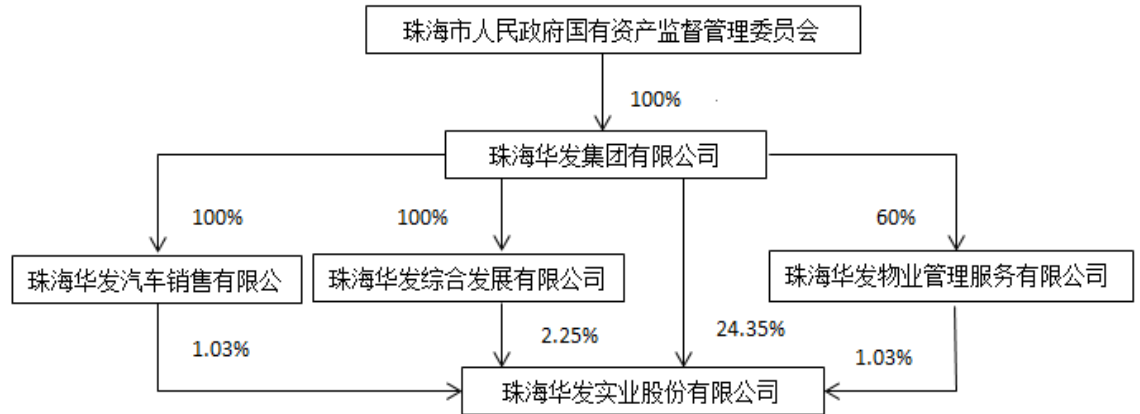 珠海市人民政府国有资产监督管理委员会
100%
珠海华发集团有限公司
100%
100%
60%
珠海华发汽车销售有限公
珠海华发综合发展有限公司
珠海华发物业管理服务有限公司
1.03%
2.25%
24.35%
1.03%
珠海华发实业股份有限公司